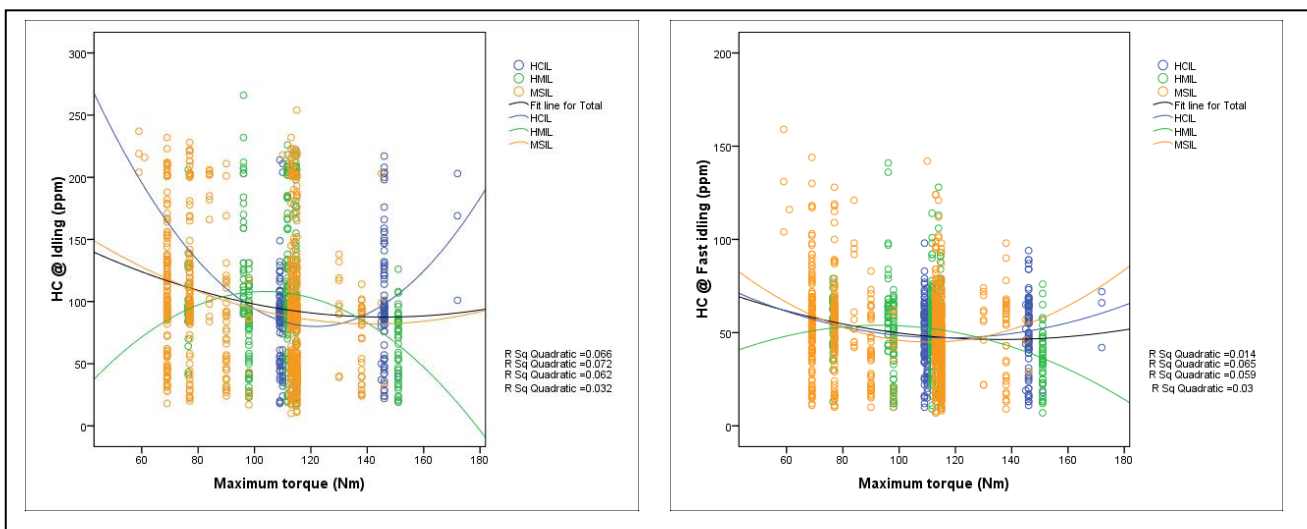 300
250
200
150
100
50
0
HC @ Idling (ppm)
60 80 100 120 140 160 180
Maximum torque (Nm)
HCIL
HMIL
MSIL
Fit line for Total
HCIL
HMIL
MSIL
R Sq Quadratic =0.066
R Sq Quadratic =0.072
R Sq Quadratic =0.062
R Sq Quadratic =0.032
200
150
100
50
0
HC @ Fast idling (ppm)
60 80 100 120 140 160 180
Maximum torque (Nm)
HCIL
HMIL
MSIL
Fit line for Total
HCIL
HMIL
MSIL
R Sq Quadratic =0.014
R Sq Quadratic =0.065
R Sq Quadratic =0.059
R Sq Quadratic =0.03